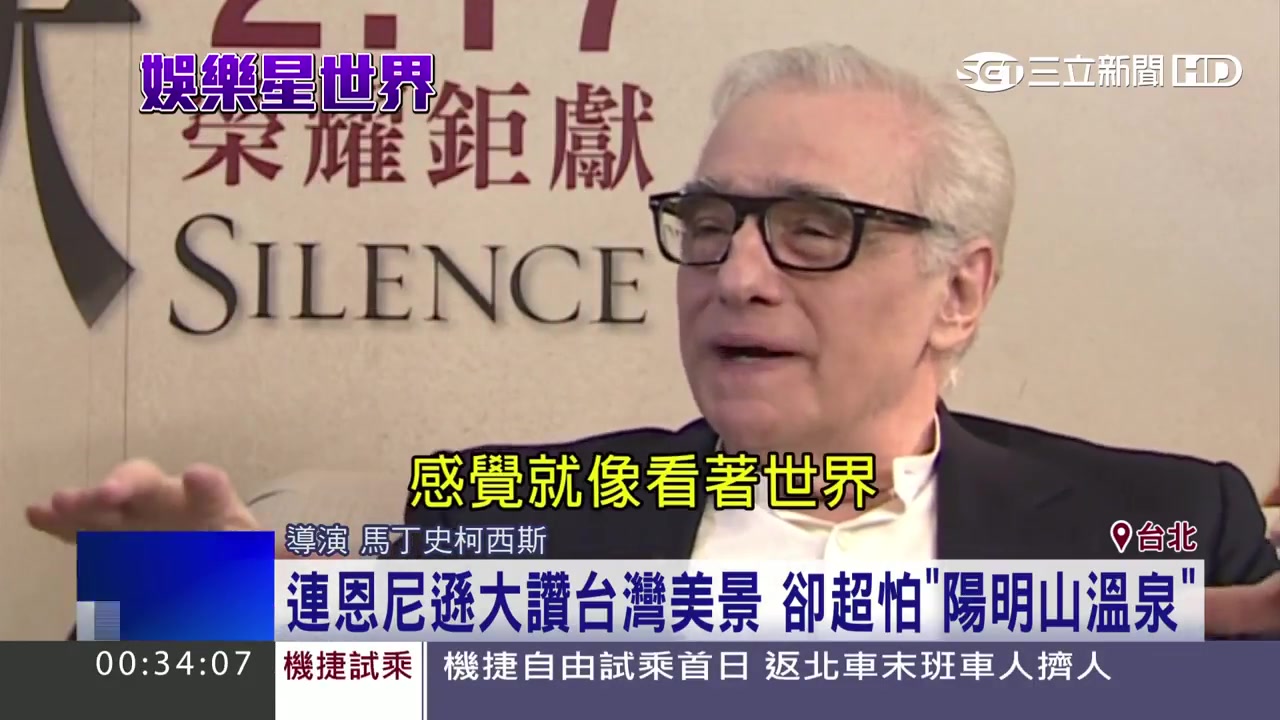 2.17
娛樂星世界
SET三立新聞HD
榮耀鉅獻
SILENCE
感覺就像看著世界
導演 馬丁史柯西斯
台北
連恩尼遜大讚台灣美景 卻超怕"陽明山溫泉"
00:34:07
機捷試乘
機捷自由試乘首日 返北車末班車人擠人